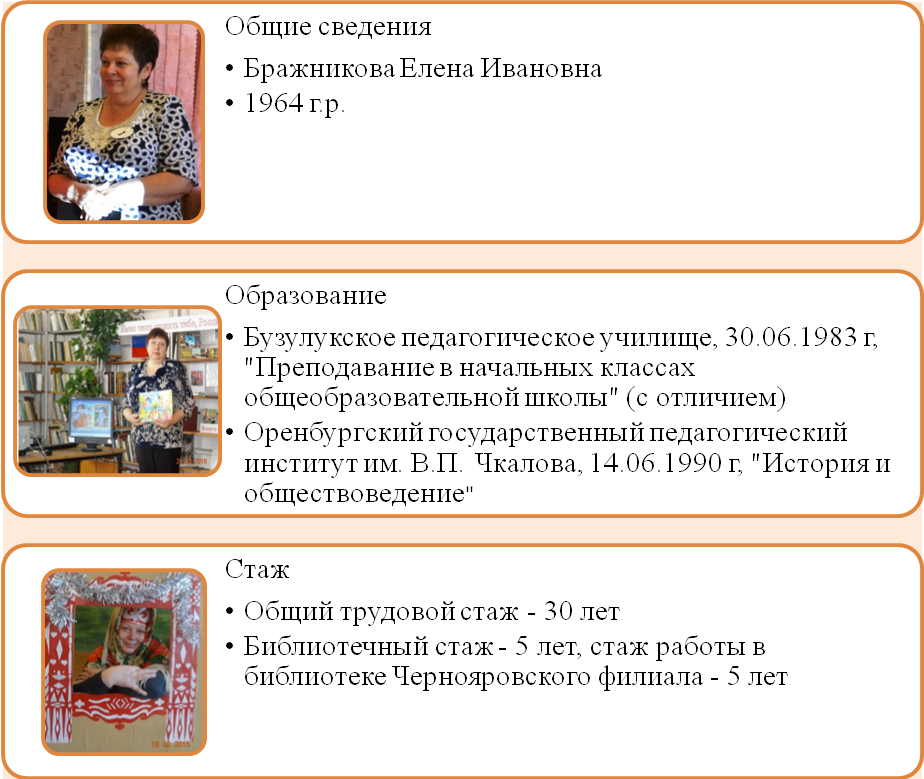 Общие сведения
• Бражникова Елена Ивановна
• 1964 г.р.
Образование
• Бузулукское педагогическое училище, 30.06.1983 г,
"Преподавание в начальных классах
общеобразовательной школы" (с отличием)
• Оренбургский государственный педагогический
институт им. В.П. Чкалова, 14.06.1990 г, "История и
обществоведение"
Стаж
• Общий трудовой стаж - 30 лет
• Библиотечный стаж - 5 лет, стаж работы в
библиотеке Чернояровского филиала - 5 лет